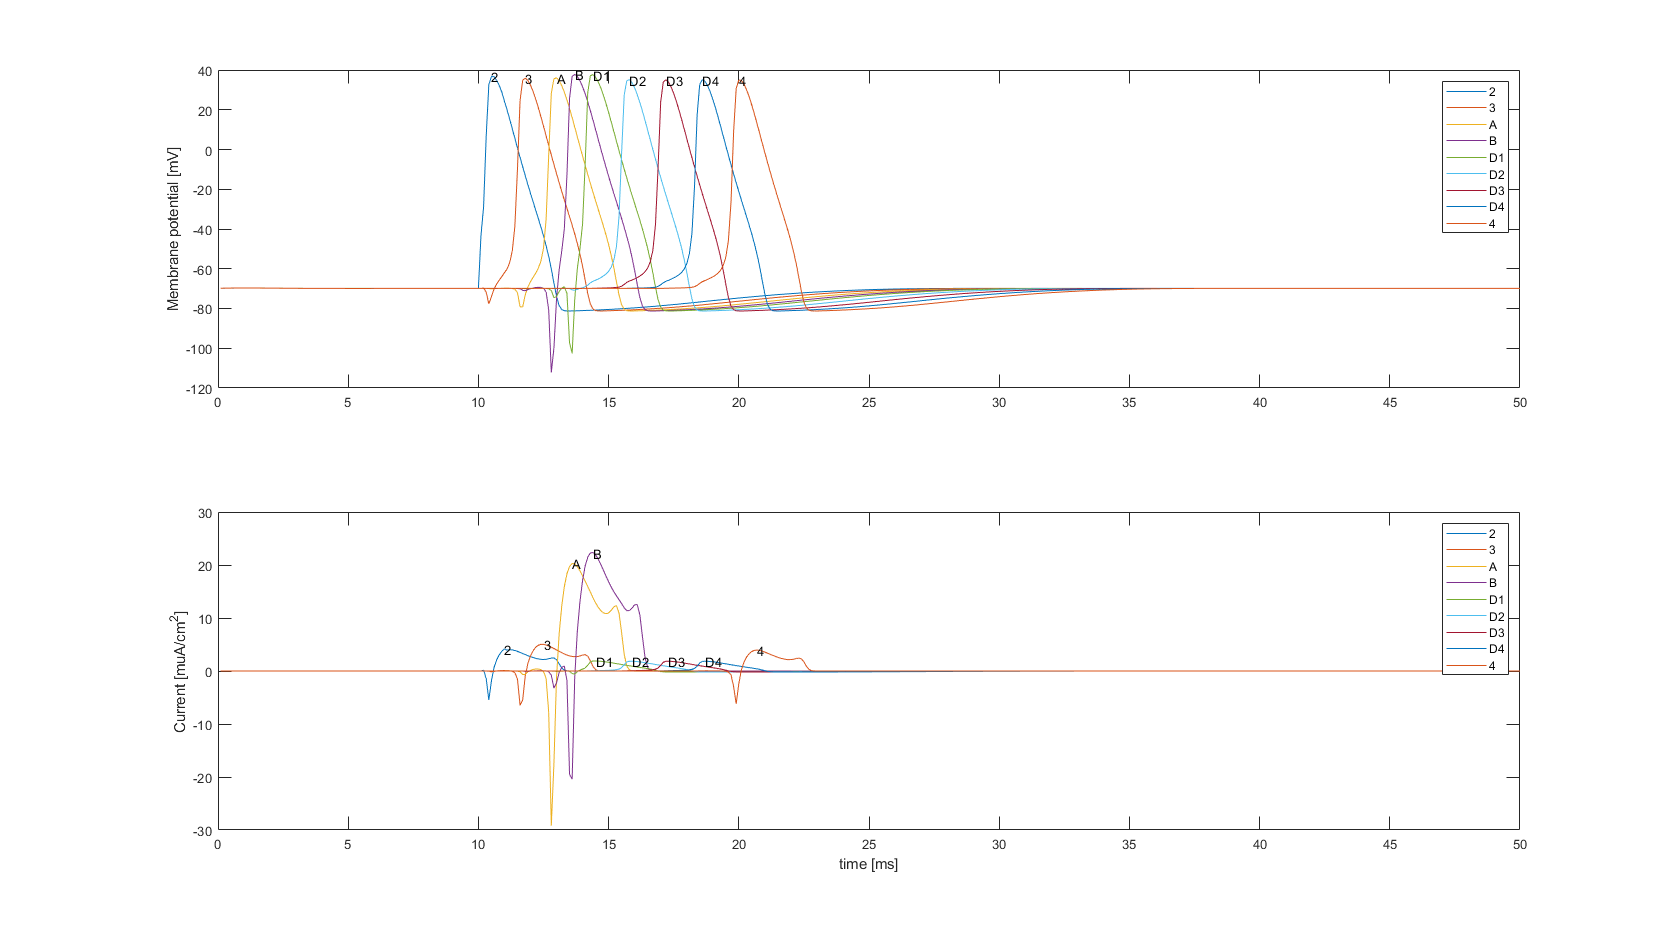 40
20
0
-20
-40
-60
-80
-100
-120
Membrane potential [mV]
2 3 A B D1 D2 D3 D4 4
2
3
A
B
D1
D2
D3
D4
4
0 5 10 15 20 25 30 35 40 45 50
30
20
10
0
-10
-20
-30
Current [muA/cm2]
A B
2 3 D1 D2 D3 D4 4
2
3
A
B
D1
D2
D3
D4
4
0 5 10 15 20 25 30 35 40 45 50
time [ms]